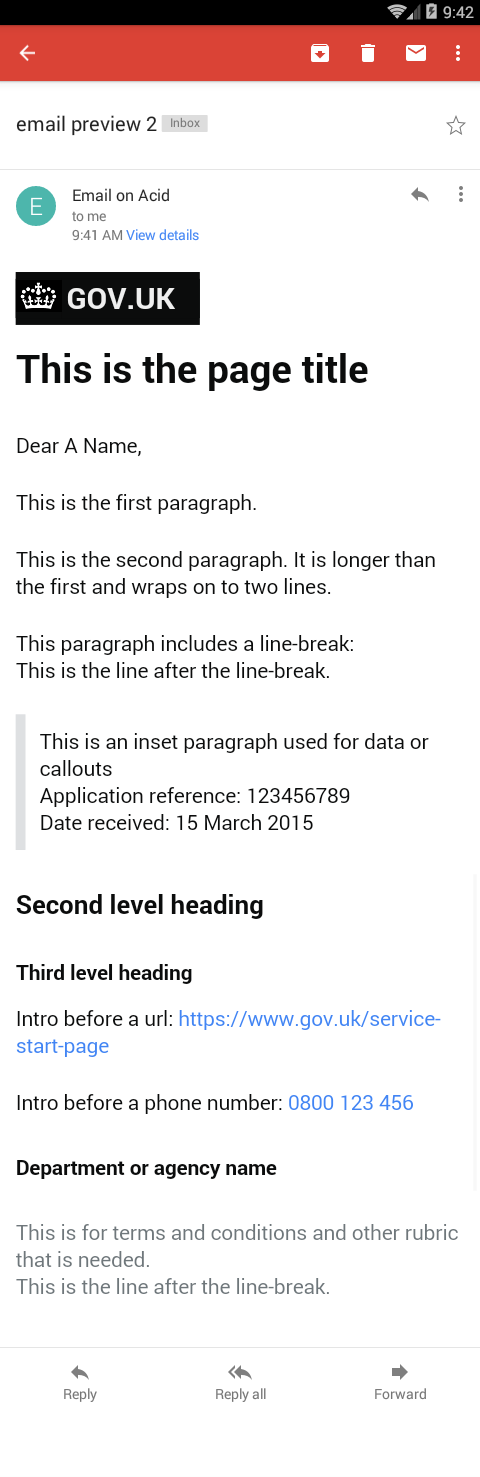 9:42
email preview 2 Inbox
E
Email on Acid
to me
9:41 AM View details
GOV.UK
This is the page title
Dear A Name,
This is the first paragraph.
This is the second paragraph. It is longer than
the first and wraps on to two lines.
This paragraph includes a line-break:
This is the line after the line-break.
This is an inset paragraph used for data or
callouts
Application reference: 123456789
Date received: 15 March 2015
Second level heading
Third level heading
Intro before a url: https://www.gov.uk/service-
start-page
Intro before a phone number: 0800 123 456
Department or agency name
This is for terms and conditions and other rubric
that is needed.
This is the line after the line-break.
Reply Reply all Forward